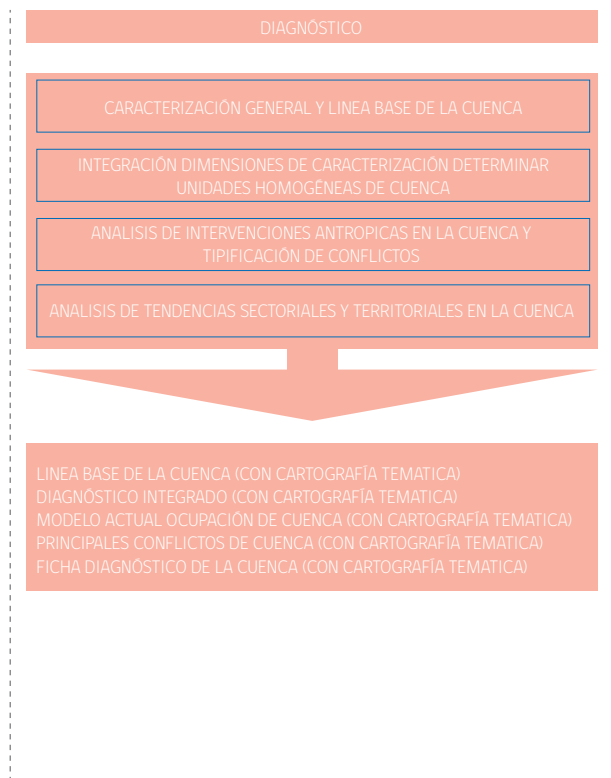 DIAGNÓSTICO
CARACTERIZACIÓN GENERAL Y LINEA BASE DE LA CUENCA
INTEGRACIÓN DIMENSIONES DE CARACTERIZACIÓN DETERMINAR
UNIDADES HOMOGÉNEAS DE CUENCA
ANALISIS DE INTERVENCIONES ANTROPICAS EN LA CUENCA Y
TIPIFICACIÓN DE CONFLICTOS
ANALISIS DE TENDENCIAS SECTORIALES Y TERRITORIALES EN LA CUENCA
LINEA BASE DE LA CUENCA (CON CARTOGRAFÍA TEMATICA)
DIAGNÓSTICO INTEGRADO (CON CARTOGRAFÍA TEMATICA)
MODELO ACTUAL OCUPACIÓN DE CUENCA (CON CARTOGRAFÍA TEMATICA)
PRINCIPALES CONFLICTOS DE CUENCA (CON CARTOGRAFÍA TEMATICA)
FICHA DIAGNÓSTICO DE LA CUENCA (CON CARTOGRAFÍA TEMATICA)